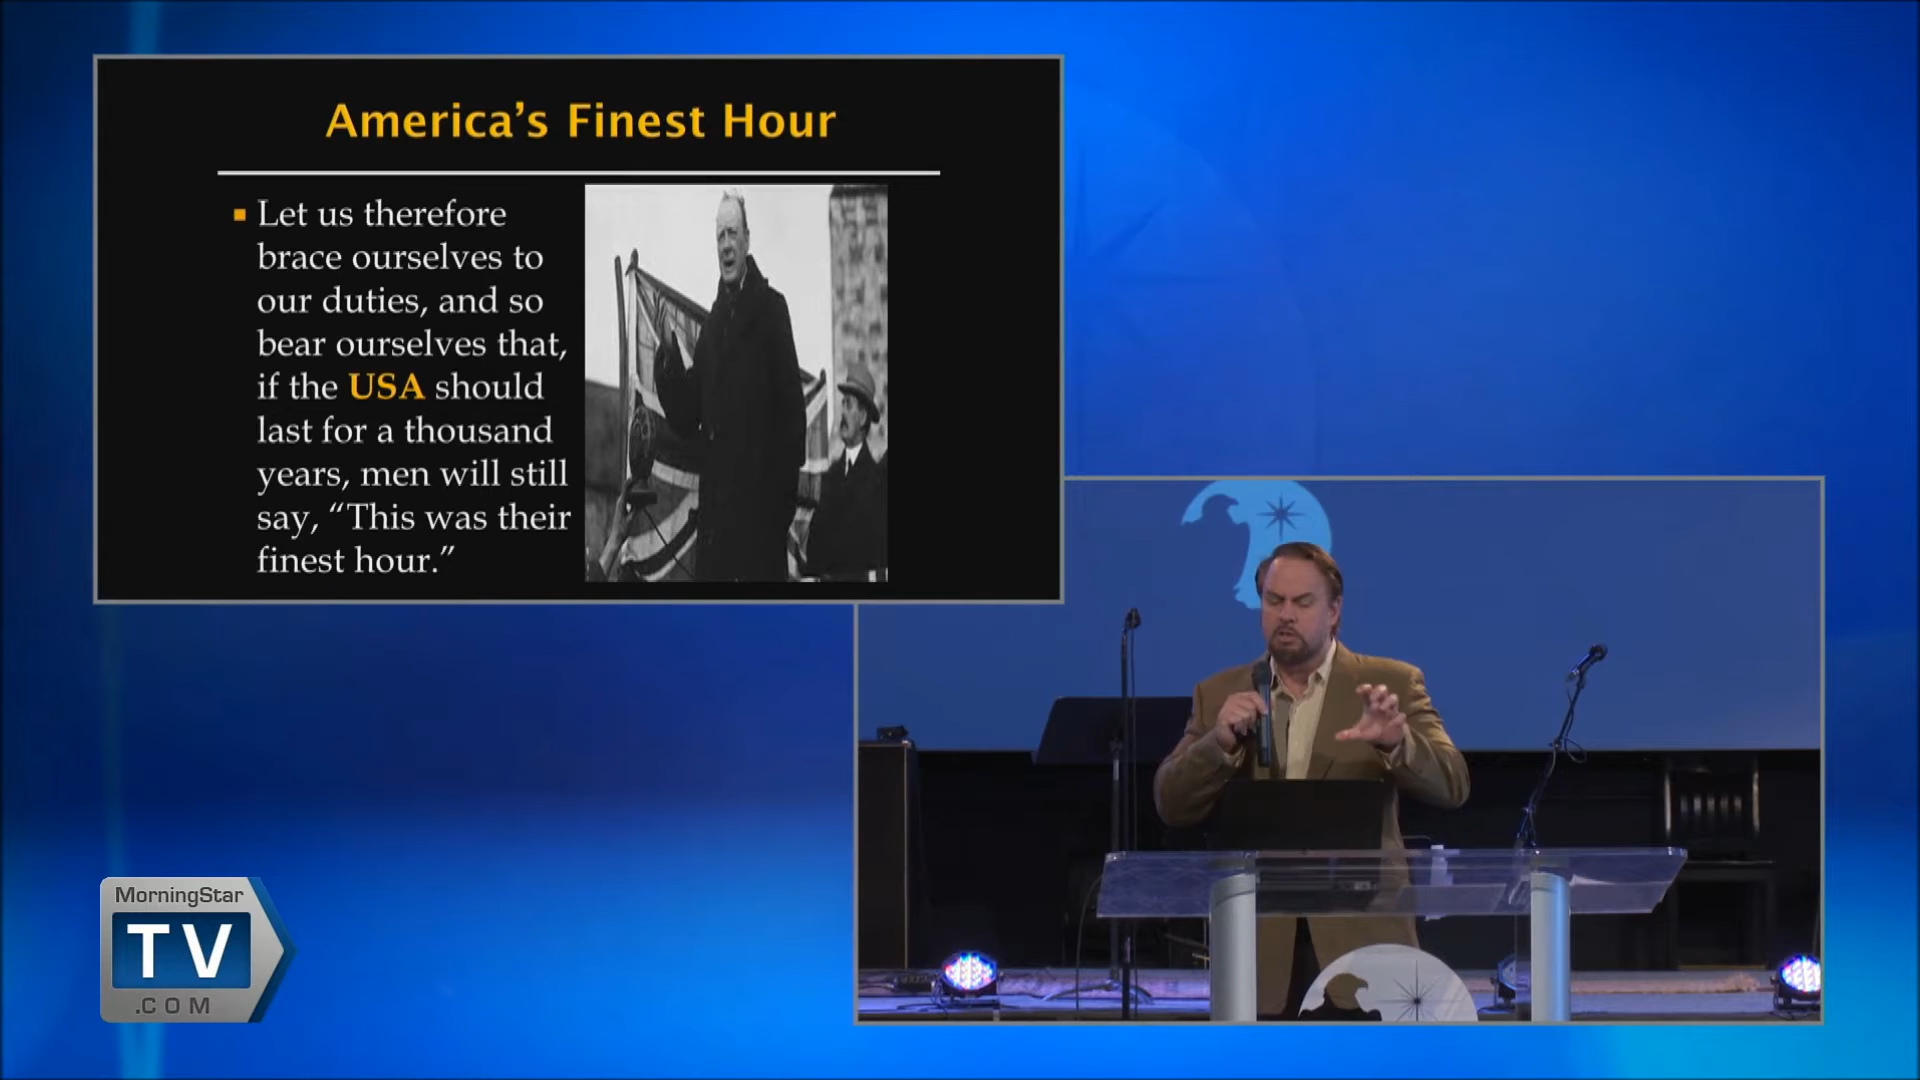 America's Finest Hour
▪ Let us therefore
brace ourselves to
our duties, and so
bear ourselves that,
if the USA should
last for a thousand
years, men will still
say, “This was their
finest hour.”
MorningStar
TV
.COM